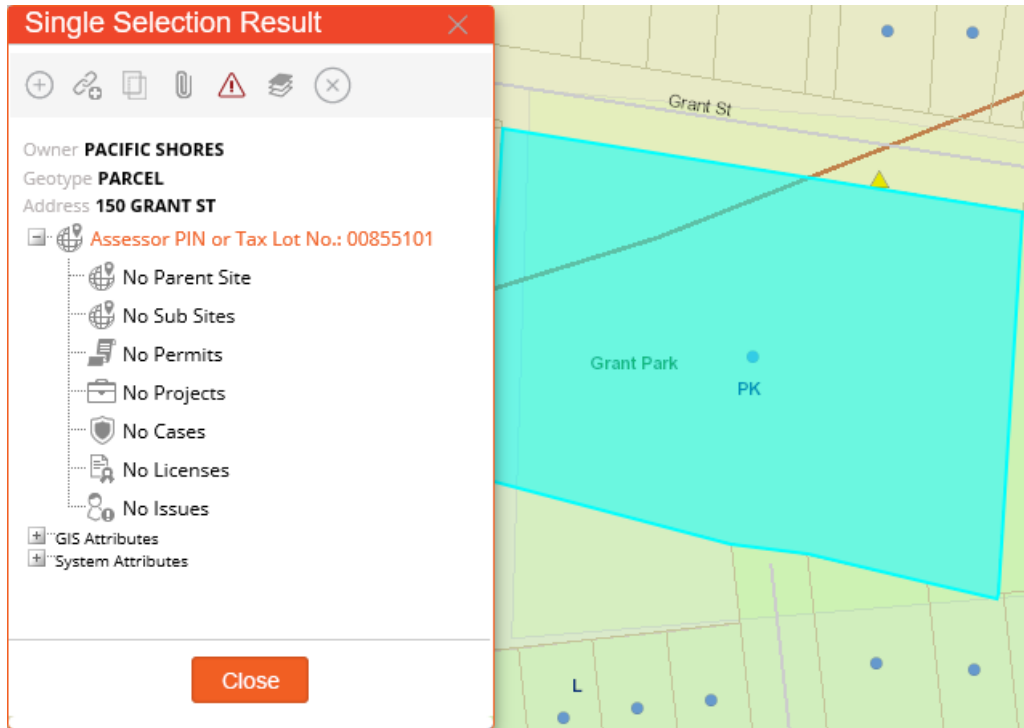 Single Selection Result
Owner PACIFIC SHORES
Geotype PARCEL
Address 150 GRANT ST
Assessor PIN or Tax Lot No.: 00855101
No Parent Site
No Sub Sites
No Permits
No Projects
No Cases
No Licenses
No Issues
GIS Attributes
System Attributes
Close
Grant St
Grant Park
PK
L